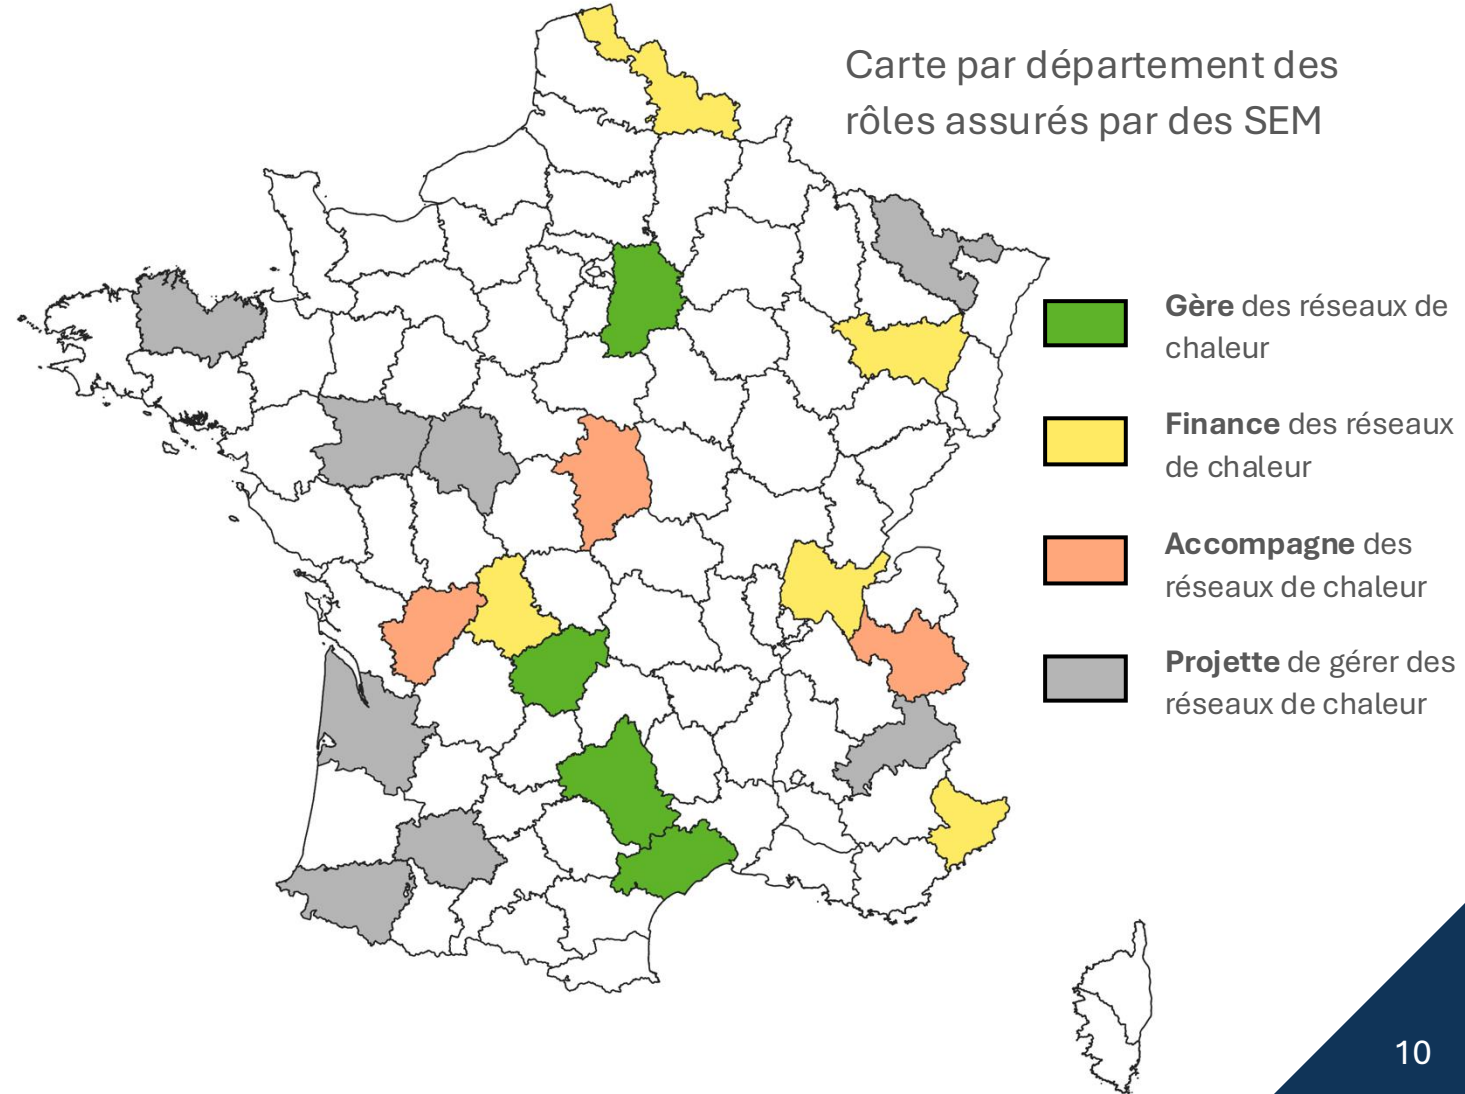 Carte par département des
rôles assurés par des SEM
Gère des réseaux de
chaleur
Finance des réseaux
de chaleur
Accompagne des
réseaux de chaleur
Projette de gérer des
réseaux de chaleur
10